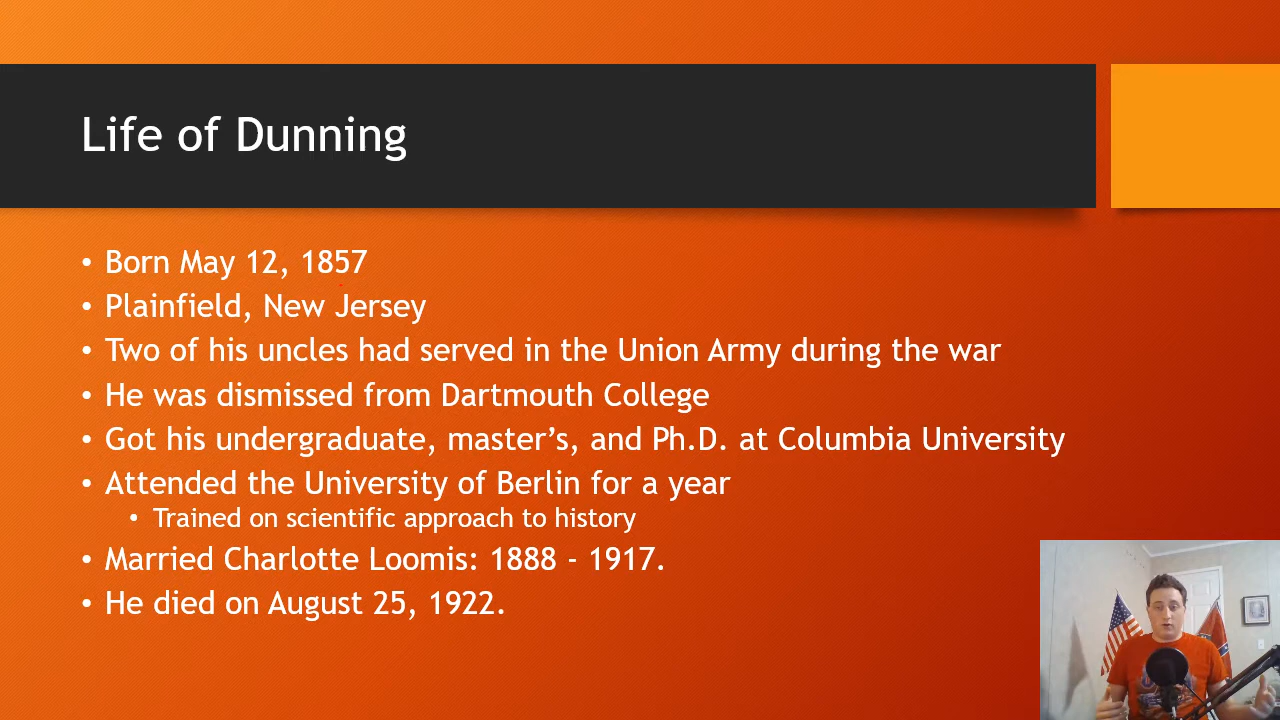 Life of Dunning
• Born May 12, 1857
• Plainfield, New Jersey
• Two of his uncles had served in the Union Army during the war
• He was dismissed from Dartmouth College
• Got his undergraduate, master’s, and Ph.D. at Columbia University
• Attended the University of Berlin for a year
• Trained on scientific approach to history
• Married Charlotte Loomis: 1888 - 1917.
• He died on August 25, 1922.